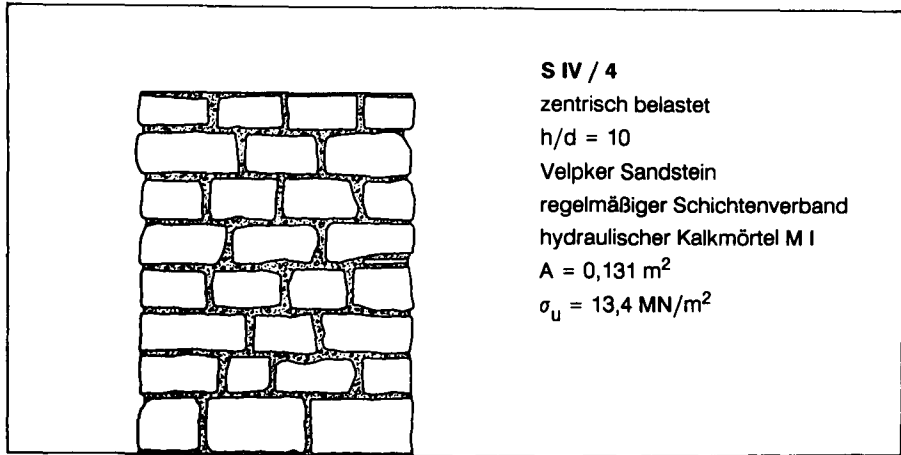 S IV / 4
zentrisch belastet
h/d = 10
Velpker Sandstein
regelmäßiger Schichtenverband
hydraulischer Kalkmörtel M I
A = 0,131 m²
σᵤ = 13,4 MN/m²